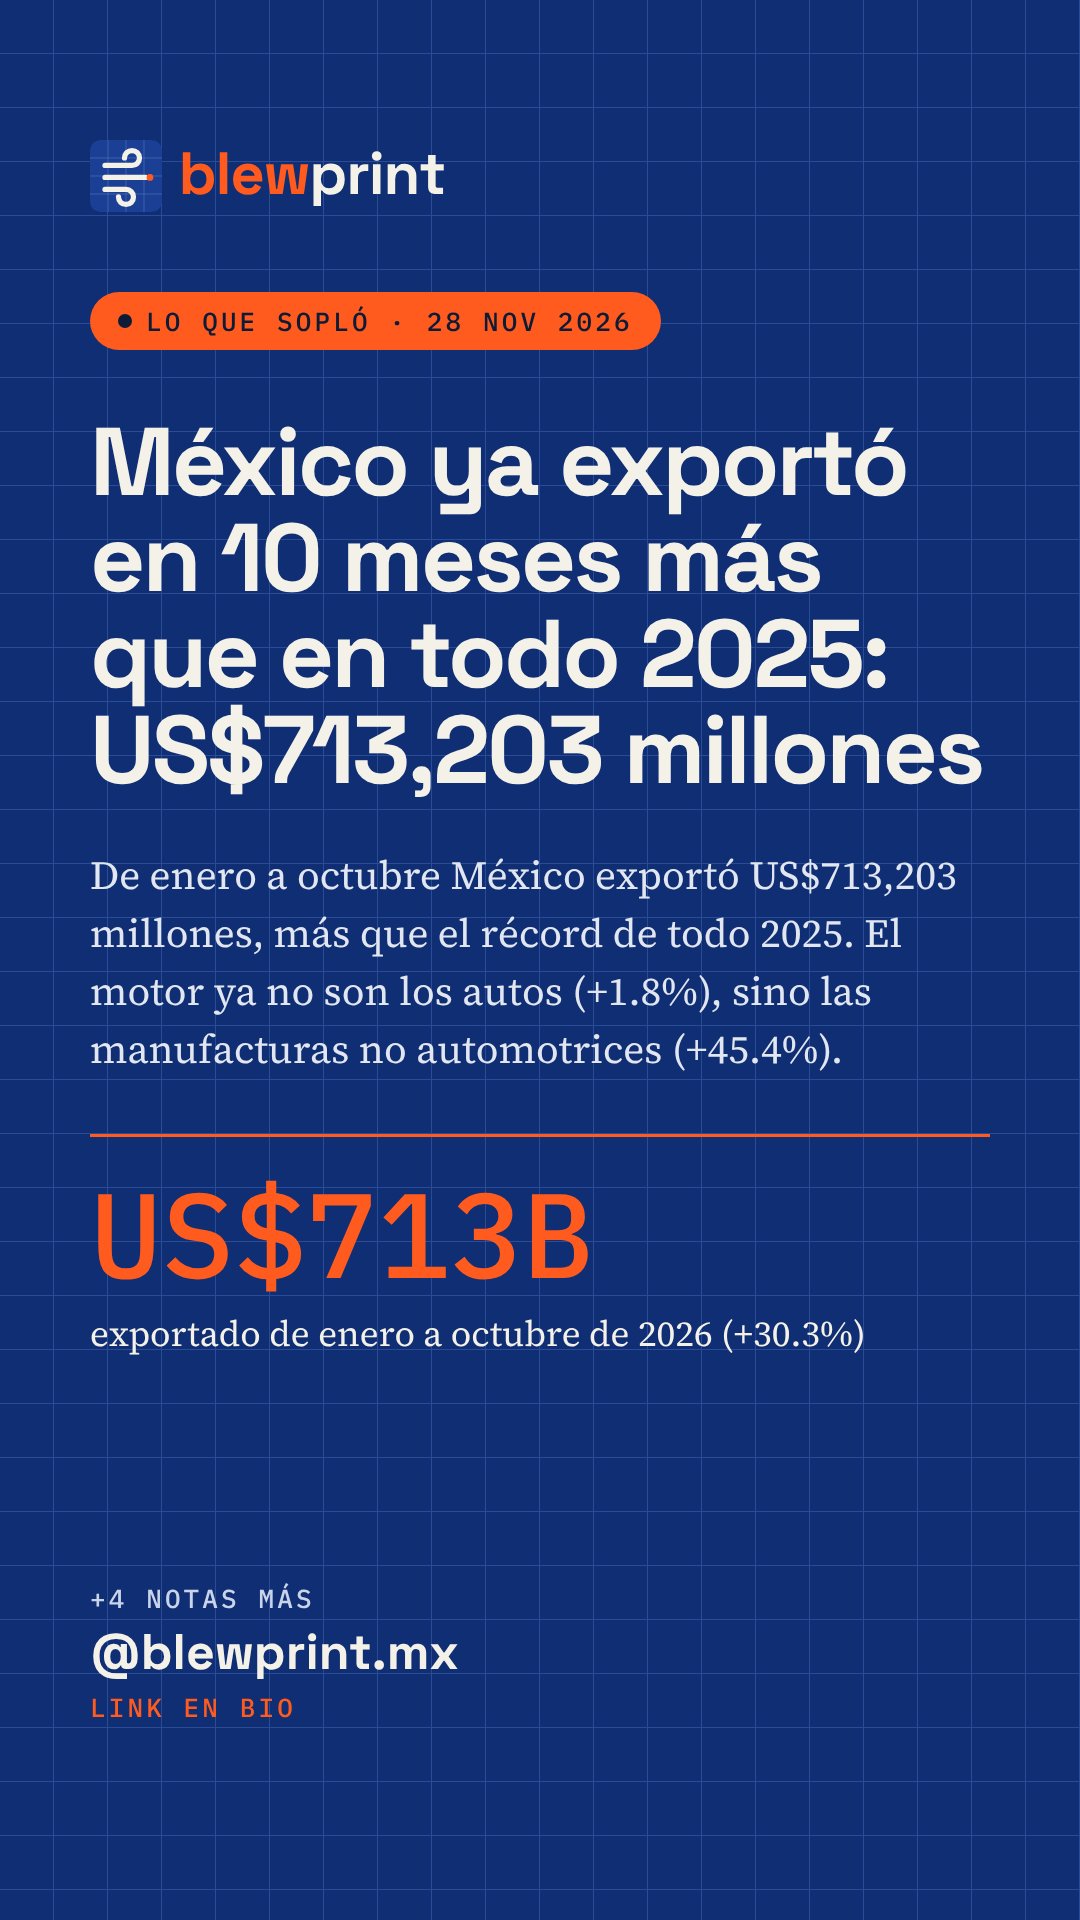 blewprint
LO QUE SOPLÓ · 28 NOV 2026
México ya exportó
en 10 meses más
que en todo 2025:
US$713,203 millones
De enero a octubre México exportó US$713,203
millones, más que el récord de todo 2025. El
motor ya no son los autos (+1.8%), sino las
manufacturas no automotrices (+45.4%).
US$713B
exportado de enero a octubre de 2026 (+30.3%)
+4 NOTAS MÁS
@blewprint.mx
LINK EN BIO